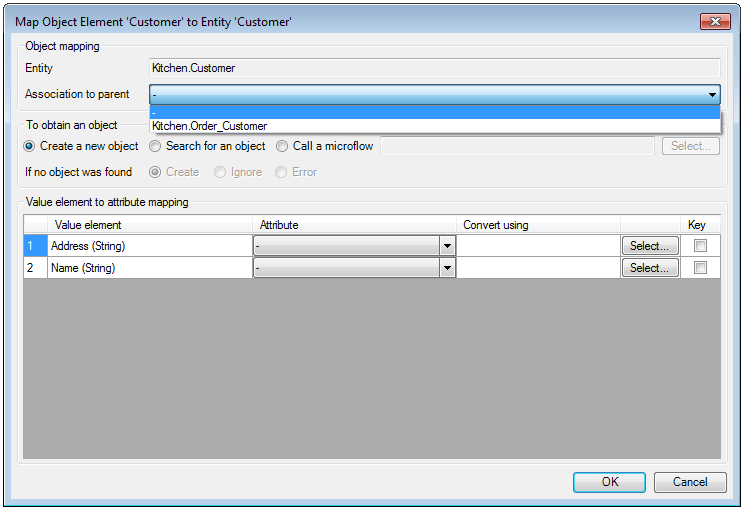 Map Object Element 'Customer' to Entity 'Customer'
Object mapping
Entity Kitchen.Customer
Association to parent -
-
Kitchen.Order_Customer
To obtain an object
Create a new object Search for an object Call a microflow Select...
If no object was found Create Ignore Error
Value element to attribute mapping
Value element Attribute Convert using Key
1 Address (String) - Select...
2 Name (String) - Select...
OK Cancel